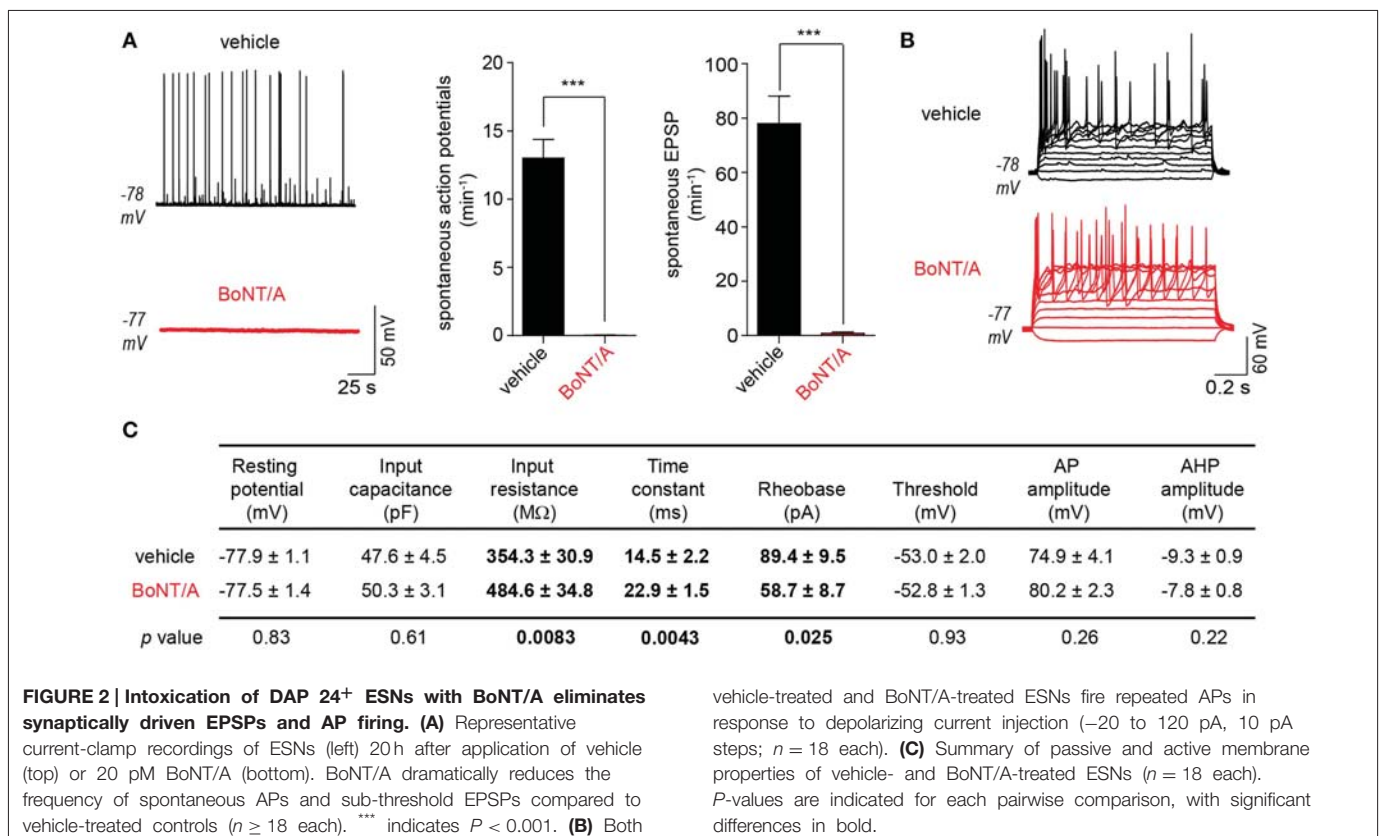 A
vehicle
-78
mV
BoNT/A
-77
mV
50 mV
25 s
spontaneous action potentials
(min⁻¹)
20
15
10
5
0
***
vehicle
BoNT/A
spontaneous EPSP
(min⁻¹)
100
80
60
40
20
0
***
vehicle
BoNT/A
B
vehicle
-78
mV
BoNT/A
-77
mV
60 mV
0.2 s
C
Resting potential (mV) Input capacitance (pF) Input resistance (MΩ) Time constant (ms) Rheobase (pA) Threshold (mV) AP amplitude (mV) AHP amplitude (mV)
vehicle -77.9 ± 1.1 47.6 ± 4.5 354.3 ± 30.9 14.5 ± 2.2 89.4 ± 9.5 -53.0 ± 2.0 74.9 ± 4.1 -9.3 ± 0.9
BoNT/A -77.5 ± 1.4 50.3 ± 3.1 484.6 ± 34.8 22.9 ± 1.5 58.7 ± 8.7 -52.8 ± 1.3 80.2 ± 2.3 -7.8 ± 0.8
p value 0.83 0.61 0.0083 0.0043 0.025 0.93 0.26 0.22
FIGURE 2 | Intoxication of DAP 24⁺ ESNs with BoNT/A eliminates
synaptically driven EPSPs and AP firing. (A) Representative
current-clamp recordings of ESNs (left) 20 h after application of vehicle
(top) or 20 pM BoNT/A (bottom). BoNT/A dramatically reduces the
frequency of spontaneous APs and sub-threshold EPSPs compared to
vehicle-treated controls (n ≥ 18 each). *** indicates P < 0.001. (B) Both
vehicle-treated and BoNT/A-treated ESNs fire repeated APs in
response to depolarizing current injection (−20 to 120 pA, 10 pA
steps; n = 18 each). (C) Summary of passive and active membrane
properties of vehicle- and BoNT/A-treated ESNs (n = 18 each).
P-values are indicated for each pairwise comparison, with significant
differences in bold.